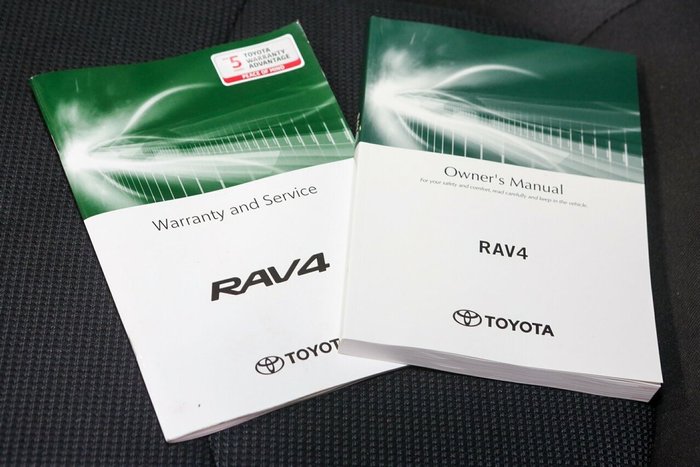 5
TOYOTA
WARRANTY
ADVANTAGE
PEACE OF MIND
Warranty and Service
RAV4
TOYOT
Owner's Manual
For your safety and comfort, read carefully and keep in the vehicle.
RAV4
TOYOTA